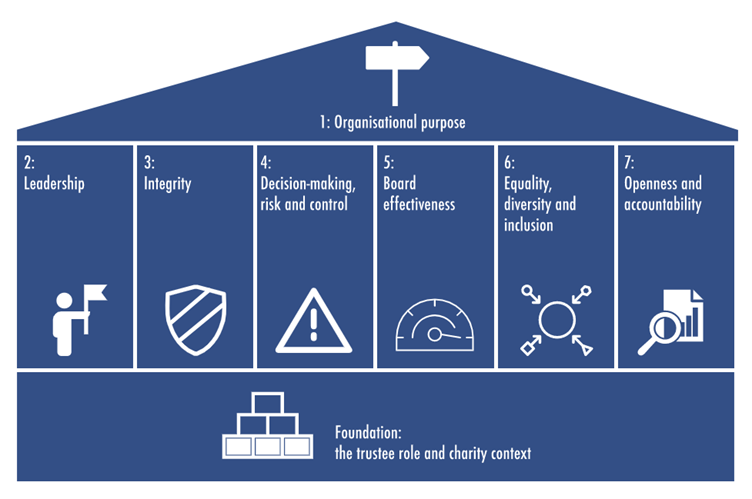 1: Organisational purpose
2:
Leadership
3:
Integrity
4:
Decision-making,
risk and control
5:
Board
effectiveness
6:
Equality,
diversity and
inclusion
7:
Openness and
accountability
Foundation:
the trustee role and charity context